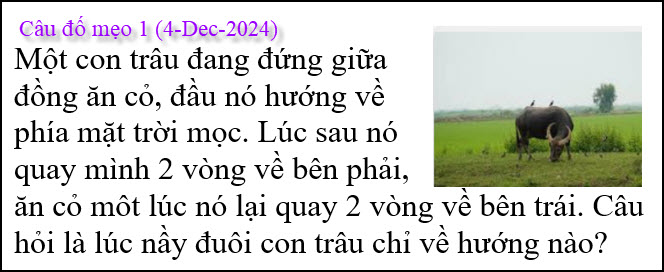 Câu đố mẹo 1 (4-Dec-2024)
Một con trâu đang đứng giữa
đồng ăn cỏ, đầu nó hướng về
phía mặt trời mọc. Lúc sau nó
quay mình 2 vòng về bên phải,
ăn cỏ môt lúc nó lại quay 2 vòng về bên trái. Câu
hỏi là lúc nầy đuôi con trâu chỉ về hướng nào?